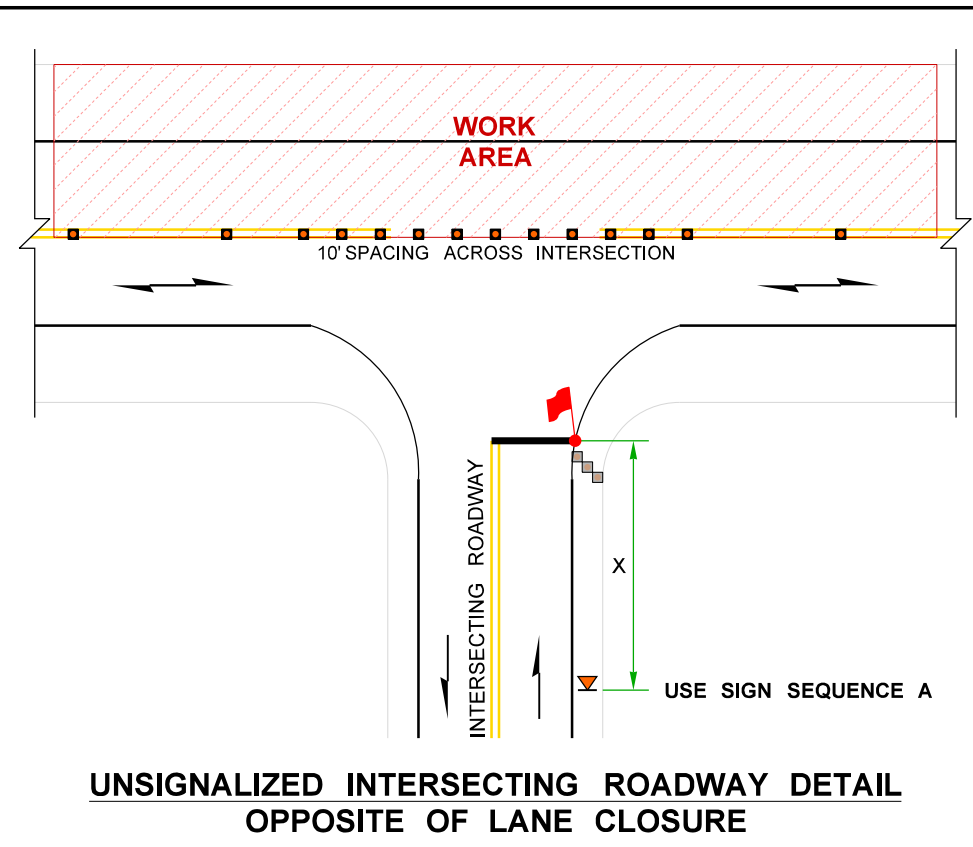 WORK
AREA
10' SPACING ACROSS INTERSECTION
INTERSECTING ROADWAY
X
USE SIGN SEQUENCE A
UNSIGNALIZED INTERSECTING ROADWAY DETAIL
OPPOSITE OF LANE CLOSURE